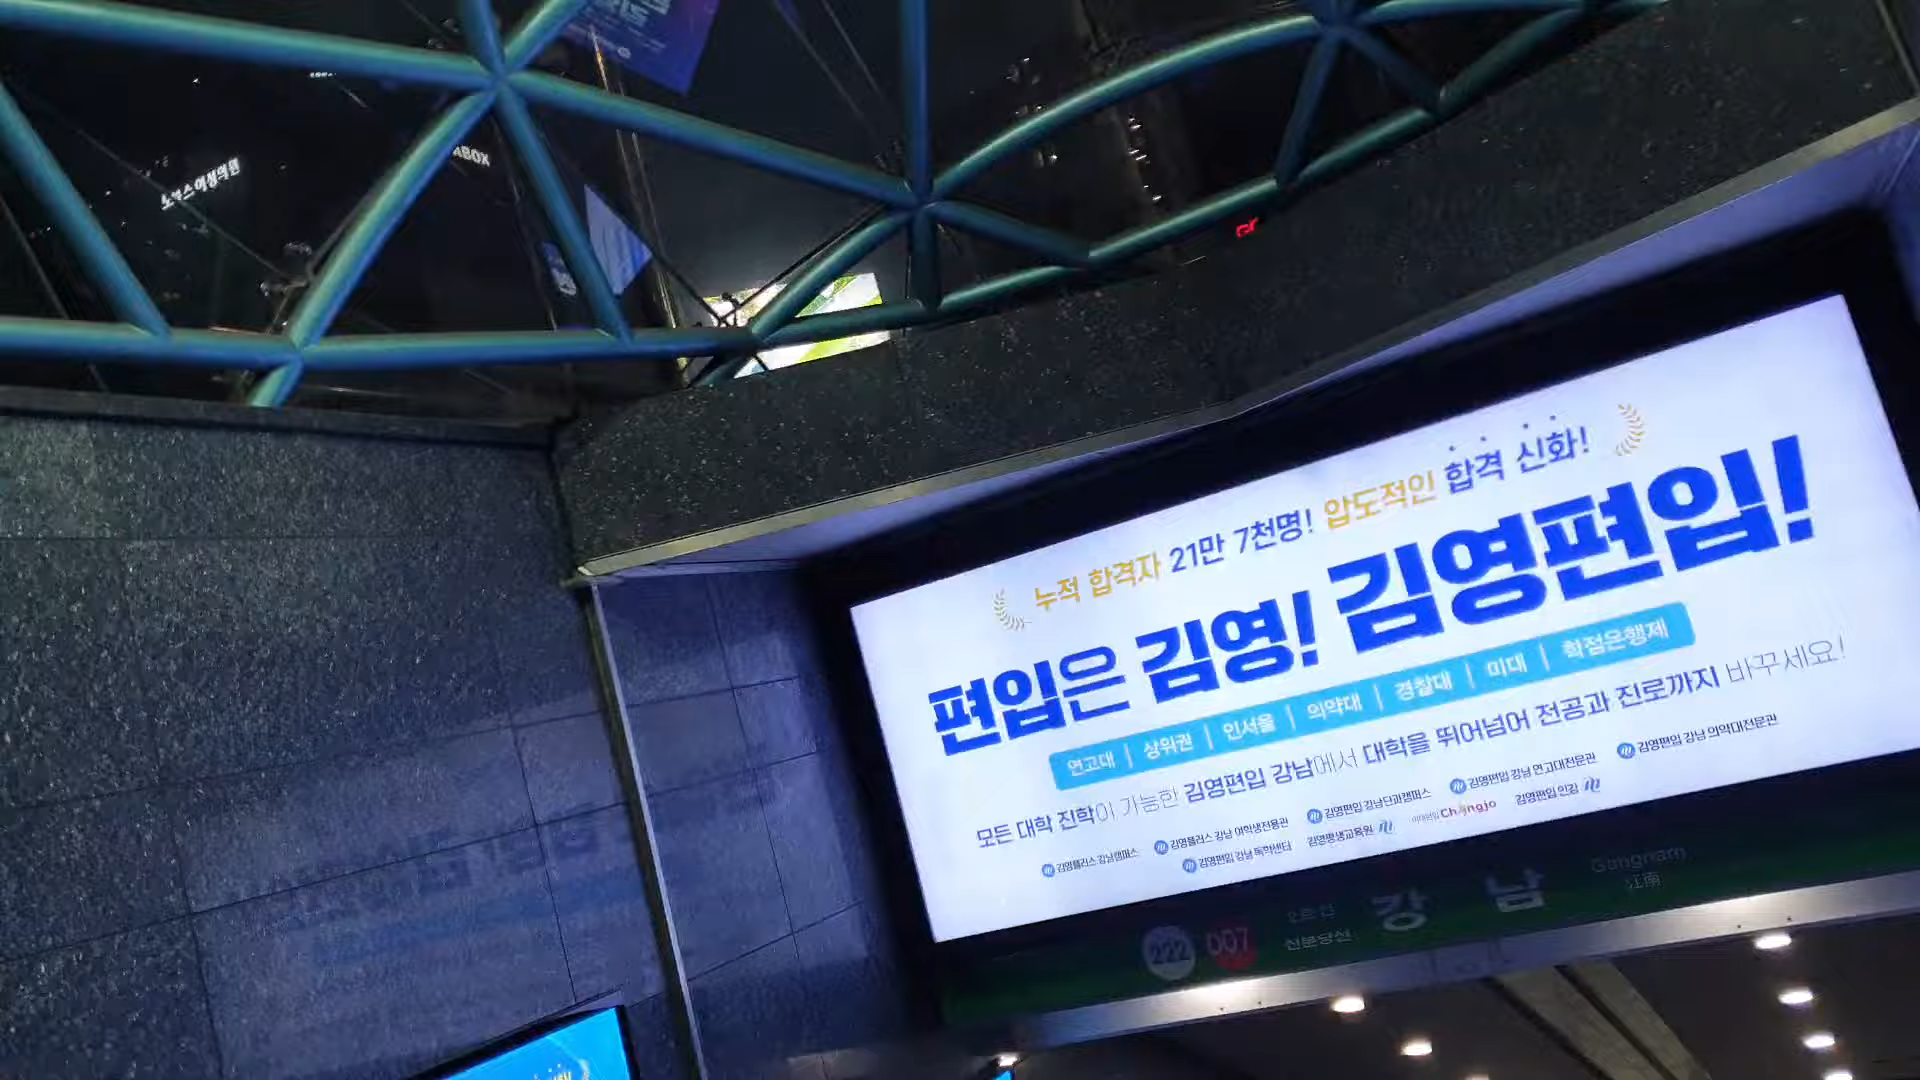 여성의원
ABOX
누적 합격자 21만 7천명! 압도적인 합격 신화!
편입은 김영! 김영편입!
연고대 | 상위권 | 인서울 | 의약대 | 경찰대 | 미대 | 학점은행제
모든 대학 진학이 가능한 김영편입 강남에서 대학을 뛰어넘어 전공과 진로까지 바꾸세요!
김영플러스 강남캠퍼스 김영플러스 강남 여학생전용관 김영편입 강남단과캠퍼스 김영편입 강남 연고대전문관 김영편입 강남 의약대전문관
김영편입 강남 독학센터 김영평생교육원 Changjo 김영편입 인강
222 D07 신분당선 강남 Gangnam 江南